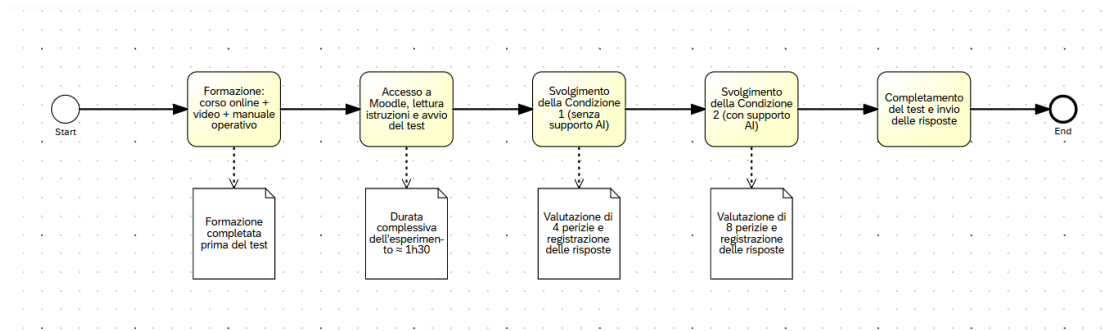 Start
Formazione:
corso online +
video + manuale
operativo
Accesso a
Moodle, lettura
istruzioni e avvio
del test
Svolgimento
della Condizione
1 (senza
supporto AI)
Svolgimento
della Condizione
2 (con supporto
AI)
Completamento
del test e invio
delle risposte
End
Formazione
completata
prima del test
Durata
complessiva
dell'esperimen-
to ≈ 1h30
Valutazione di
4 perizie e
registrazione
delle risposte
Valutazione di
8 perizie e
registrazione
delle risposte